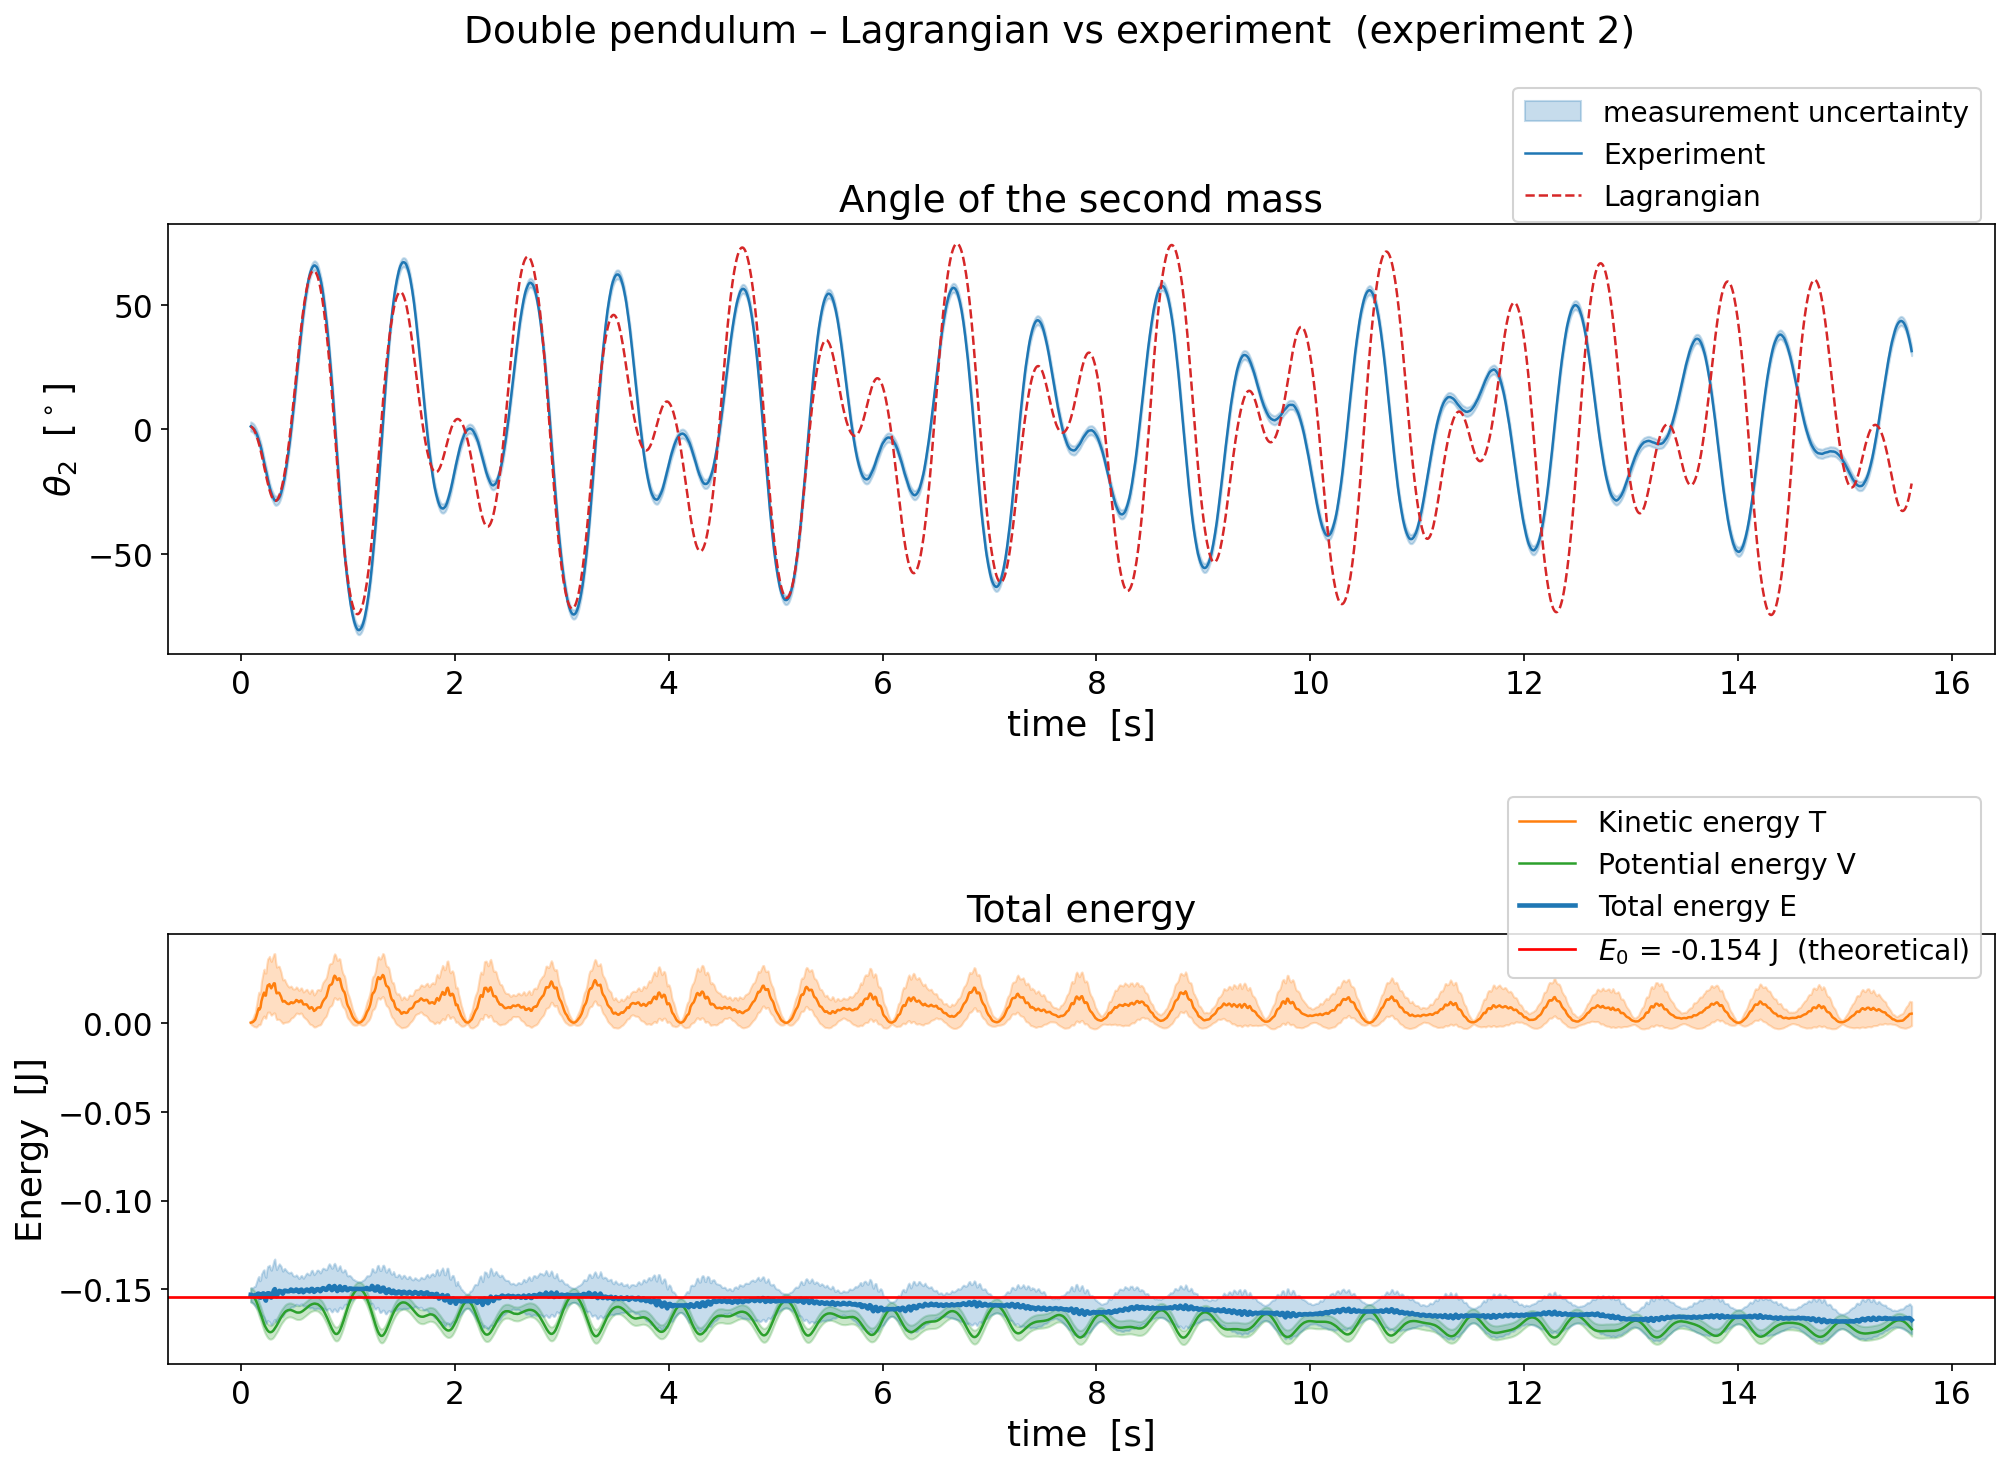 Double pendulum – Lagrangian vs experiment  (experiment 2)
measurement uncertainty
Experiment
Lagrangian
Angle of the second mass
50
0
−50
θ₂ [°]
0 2 4 6 8 10 12 14 16
time [s]
Kinetic energy T
Potential energy V
Total energy E
E₀ = -0.154 J  (theoretical)
Total energy
0.00
−0.05
−0.10
−0.15
Energy [J]
0 2 4 6 8 10 12 14 16
time [s]